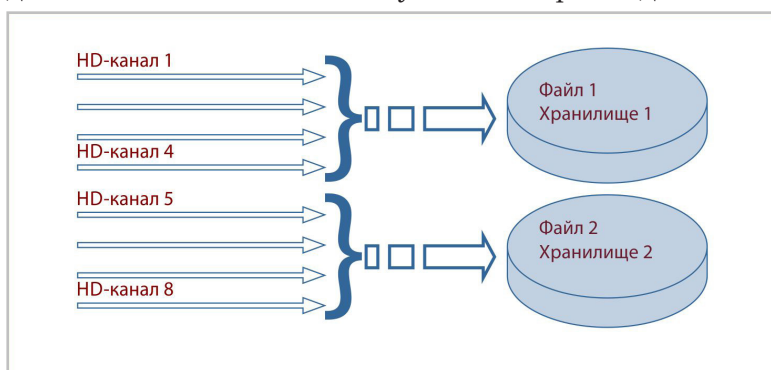 HD-канал 1
HD-канал 4
HD-канал 5
HD-канал 8
Файл 1
Хранилище 1
Файл 2
Хранилище 2